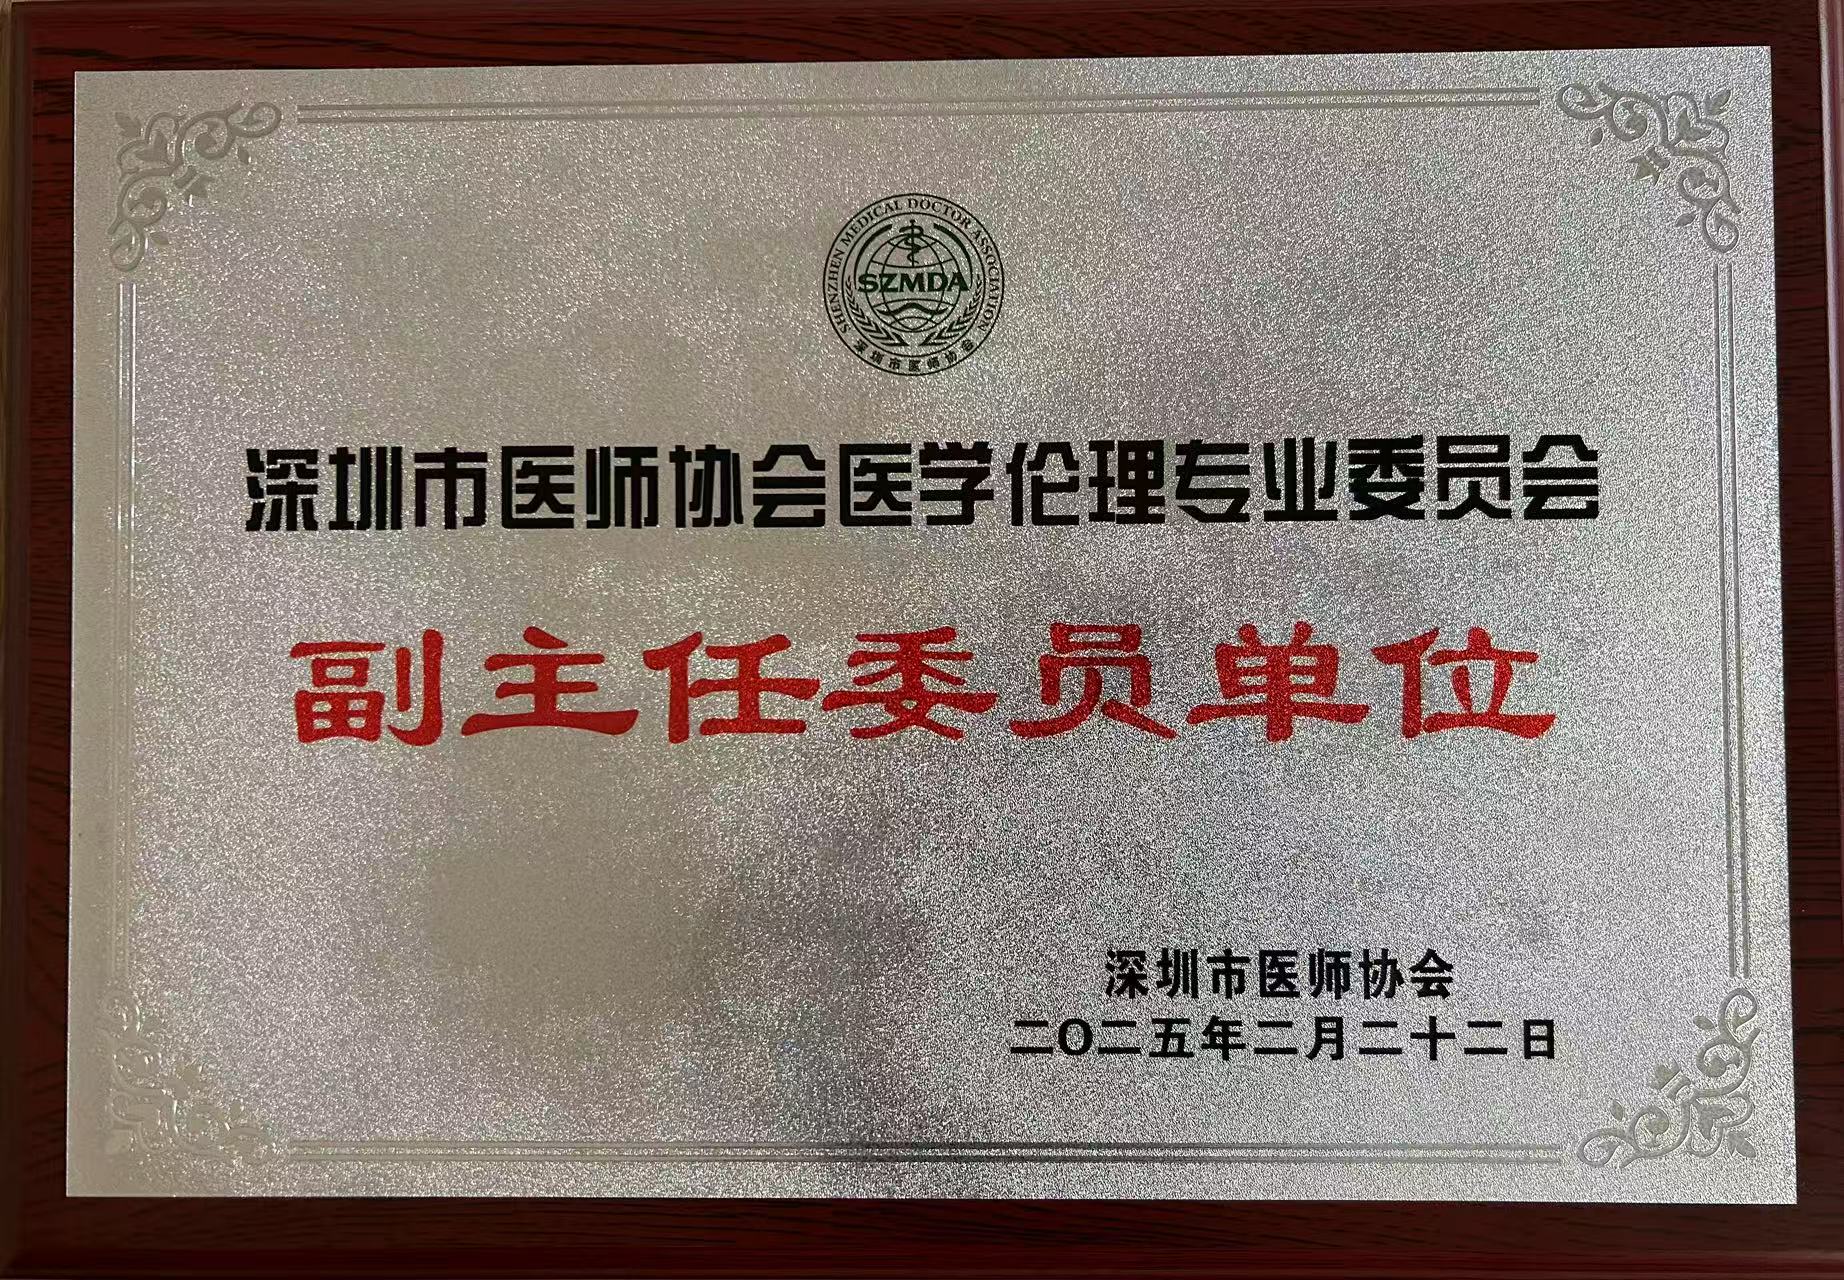 SHENZHEN MEDICAL DOCTOR ASSOCIATION
SZMDA
深圳市医师协会
深圳市医师协会医学伦理专业委员会
副主任委员单位
深圳市医师协会
二O二五年二月二十二日